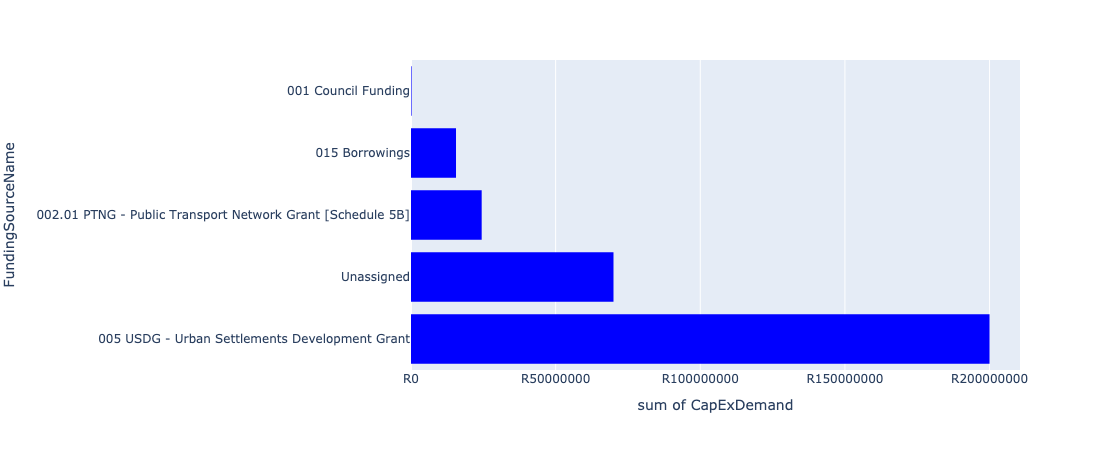 001 Council Funding
015 Borrowings
002.01 PTNG - Public Transport Network Grant [Schedule 5B]
Unassigned
005 USDG - Urban Settlements Development Grant
FundingSourceName
R0 R50000000 R100000000 R150000000 R200000000
sum of CapExDemand